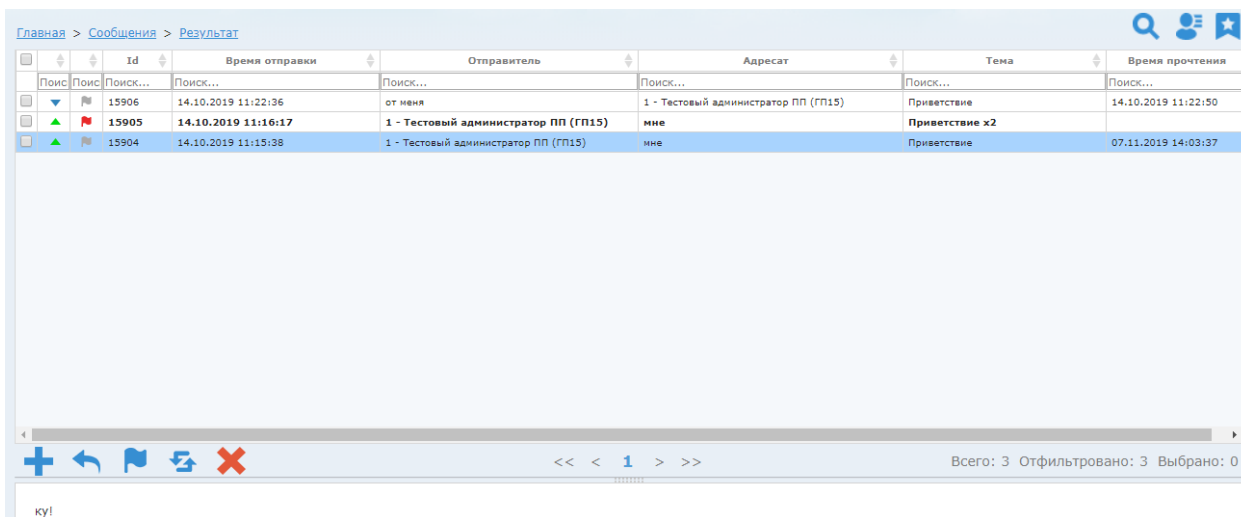 Главная > Сообщения > Результат
Id Время отправки Отправитель Адресат Тема Время прочтения
Поис Поис Поиск... Поиск... Поиск... Поиск... Поиск... Поиск...
15906 14.10.2019 11:22:36 от меня 1 - Тестовый администратор ПП (ГП15) Приветствие 14.10.2019 11:22:50
15905 14.10.2019 11:16:17 1 - Тестовый администратор ПП (ГП15) мне Приветствие x2
15904 14.10.2019 11:15:38 1 - Тестовый администратор ПП (ГП15) мне Приветствие 07.11.2019 14:03:37
<< < 1 > >> Всего: 3 Отфильтровано: 3 Выбрано: 0
ку!